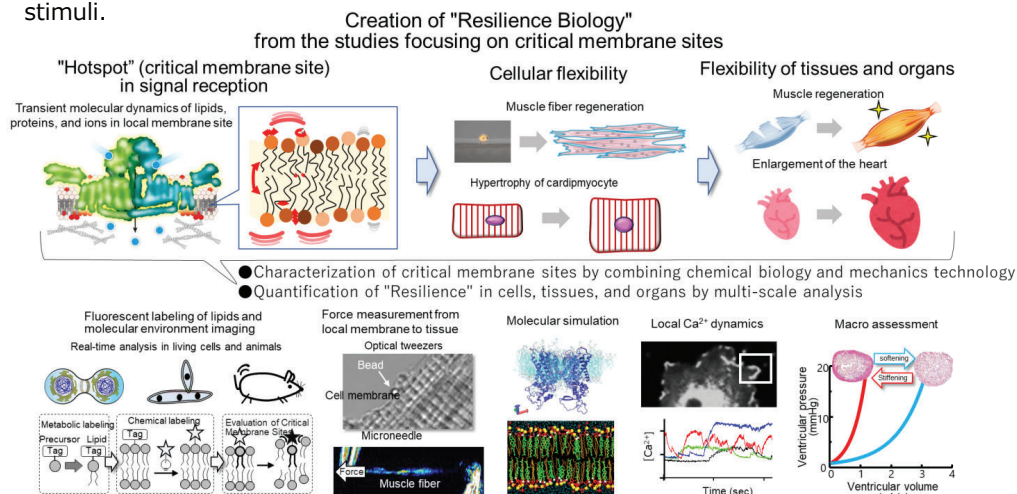 stimuli.
Creation of "Resilience Biology"
from the studies focusing on critical membrane sites
"Hotspot" (critical membrane site)
in signal reception
Transient molecular dynamics of lipids,
proteins, and ions in local membrane site
Cellular flexibility
Muscle fiber regeneration
Hypertrophy of cardipmyocyte
Flexibility of tissues and organs
Muscle regeneration
Enlargement of the heart
●Characterization of critical membrane sites by combining chemical biology and mechanics technology
●Quantification of "Resilience" in cells, tissues, and organs by multi-scale analysis
Fluorescent labeling of lipids and
molecular environment imaging
Real-time analysis in living cells and animals
Metabolic labeling
Precursor
Lipid
Tag
Tag
Chemical labeling
Tag
Evaluation of Critical
Membrane Sites
Force measurement from
local membrane to tissue
Optical tweezers
Bead
Cell membrane
Microneedle
Force
Muscle fiber
Molecular simulation
Local Ca²⁺ dynamics
[Ca²⁺]
Time (sec)
Macro assessment
softening
Stiffening
Ventricular pressure
(mmHg)
20
10
0
0 1 2 3 4
Ventricular volume